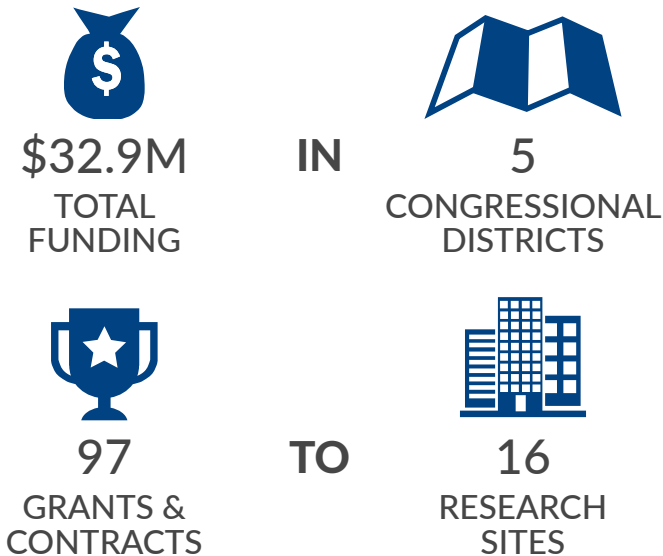 $
$32.9M IN 5
TOTAL CONGRESSIONAL
FUNDING DISTRICTS
97 TO 16
GRANTS & RESEARCH
CONTRACTS SITES